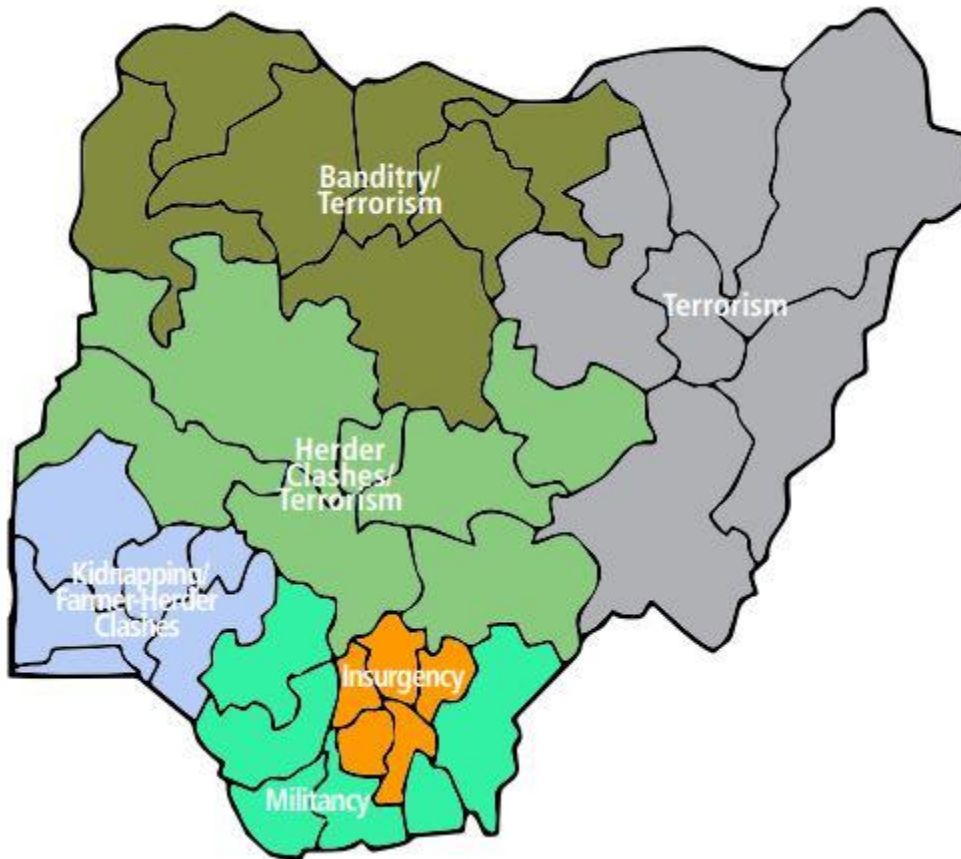 Banditry/
Terrorism
Terrorism
Herder
Clashes/
Terrorism
Kidnapping/
Farmer-Herder
Clashes
Insurgency
Militancy